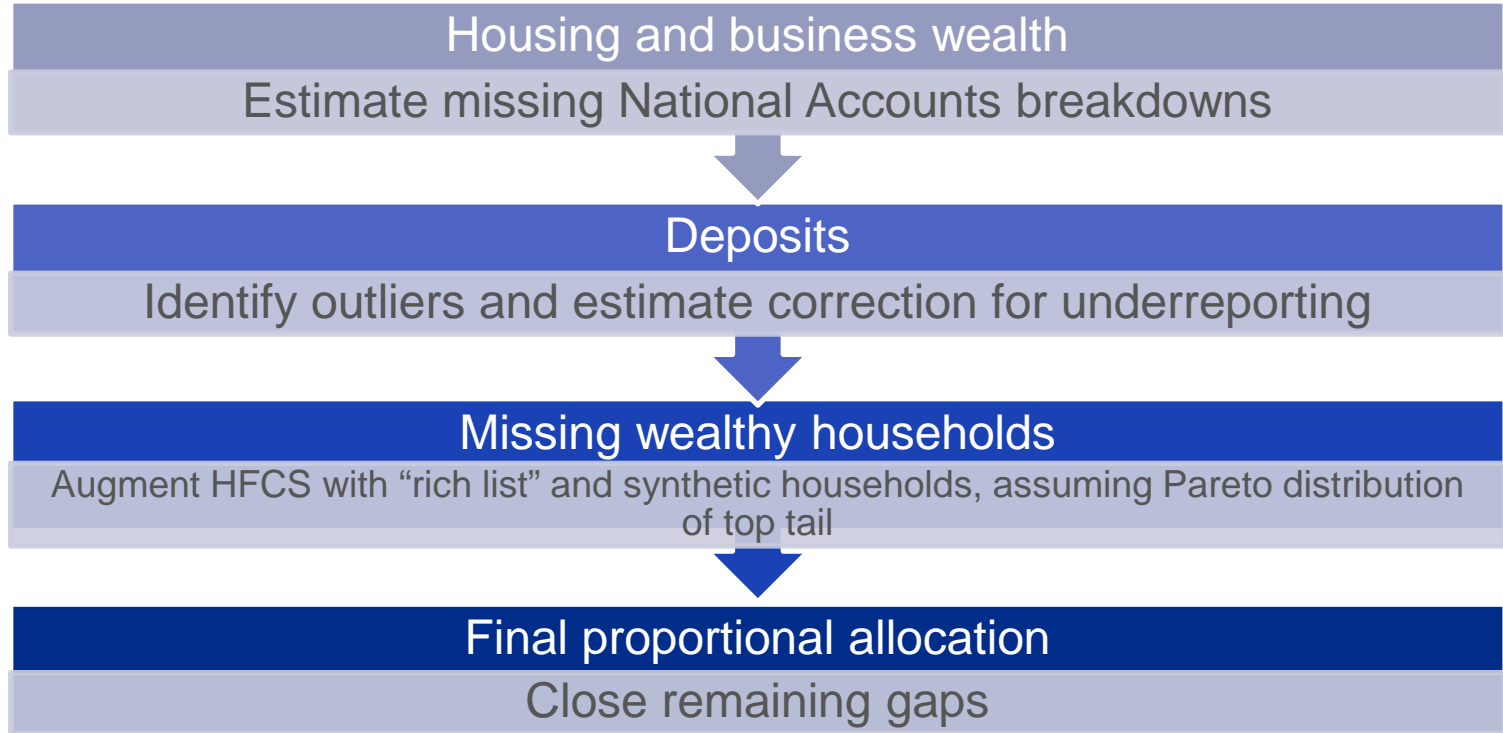 Housing and business wealth
Estimate missing National Accounts breakdowns
Deposits
Identify outliers and estimate correction for underreporting
Missing wealthy households
Augment HFCS with “rich list” and synthetic households, assuming Pareto distribution
of top tail
Final proportional allocation
Close remaining gaps